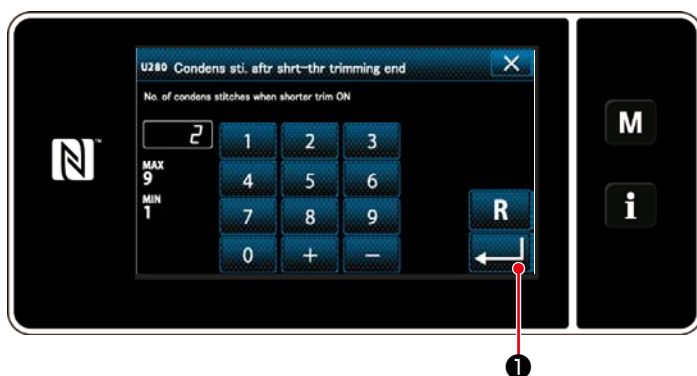 U280 Condens sti. aftr shrt-thr trimming end
No. of condens stitches when shorter trim ON
2
MAX
9
MIN
1
1 2 3
4 5 6
7 8 9
0 + −
R
N™
M
i
❶